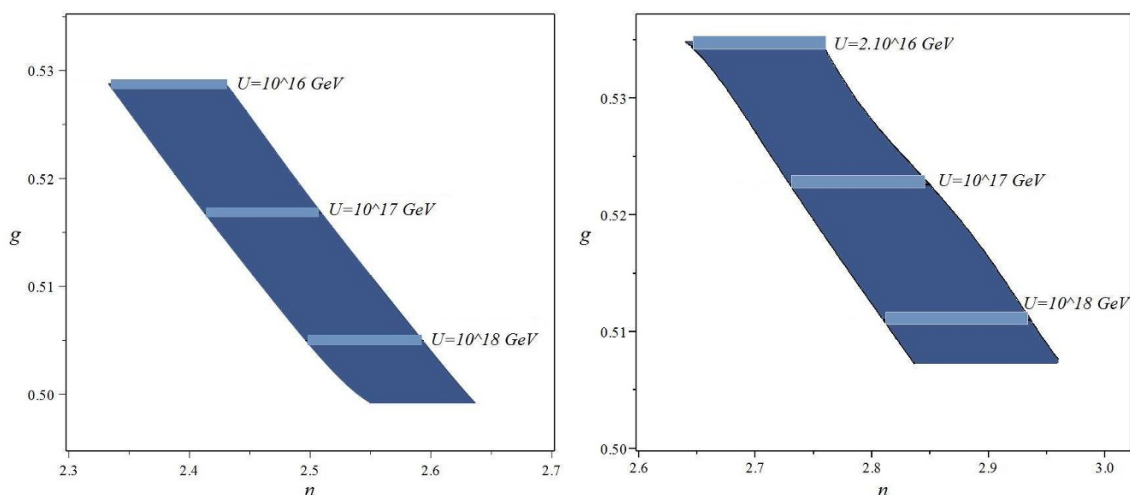 0.53
0.52
0.51
0.50
g
U=10^16 GeV
U=10^17 GeV
U=10^18 GeV
2.3 2.4 2.5 2.6 2.7
n
0.53
0.52
0.51
0.50
g
U=2.10^16 GeV
U=10^17 GeV
U=10^18 GeV
2.6 2.7 2.8 2.9 3.0
n